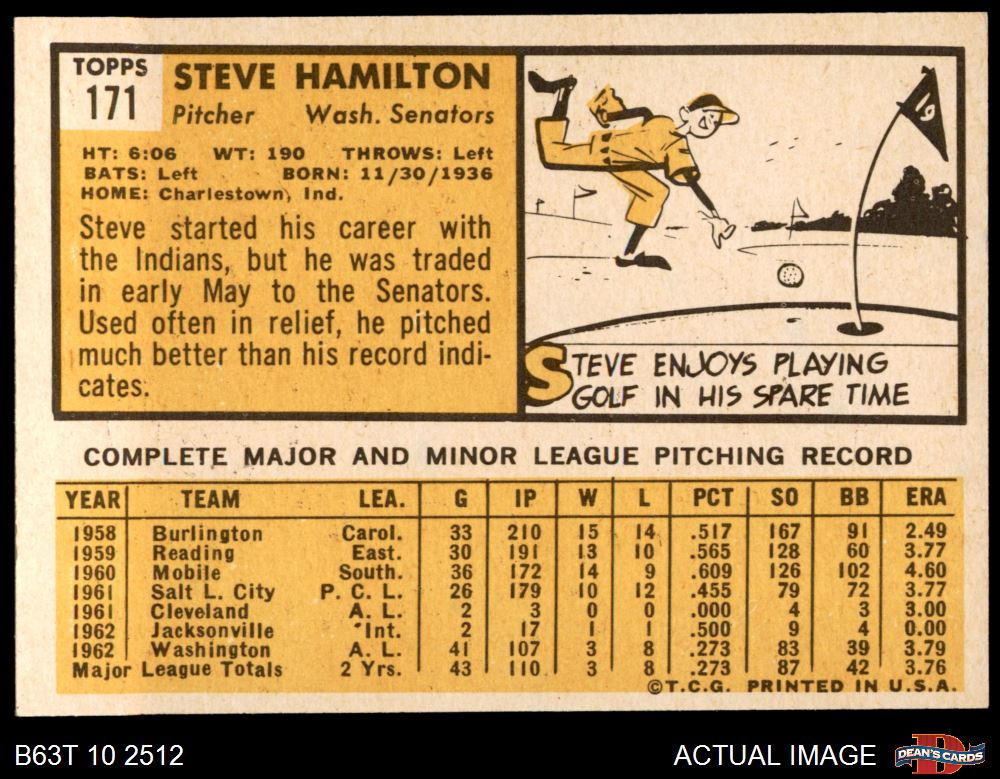 TOPPS
171
STEVE HAMILTON
Pitcher Wash. Senators
HT: 6:06 WT: 190 THROWS: Left
BATS: Left BORN: 11/30/1936
HOME: Charlestown, Ind.
Steve started his career with
the Indians, but he was traded
in early May to the Senators.
Used often in relief, he pitched
much better than his record indi-
cates.
19
STEVE ENJOYS PLAYING
GOLF IN HIS SPARE TIME
COMPLETE MAJOR AND MINOR LEAGUE PITCHING RECORD
YEAR TEAM LEA. G IP W L PCT SO BB ERA
1958 Burlington Carol. 33 210 15 14 .517 167 91 2.49
1959 Reading East. 30 191 13 10 .565 128 60 3.77
1960 Mobile South. 36 172 14 9 .609 126 102 4.60
1961 Salt L. City P. C. L. 26 179 10 12 .455 79 72 3.77
1961 Cleveland A. L. 2 3 0 0 .000 4 3 3.00
1962 Jacksonville Int. 2 17 1 1 .500 9 4 0.00
1962 Washington A. L. 41 107 3 8 .273 83 39 3.79
Major League Totals 2 Yrs. 43 110 3 8 .273 87 42 3.76
©T.C.G. PRINTED IN U.S.A.
B63T 10 2512 ACTUAL IMAGE
D
DEAN'S CARDS